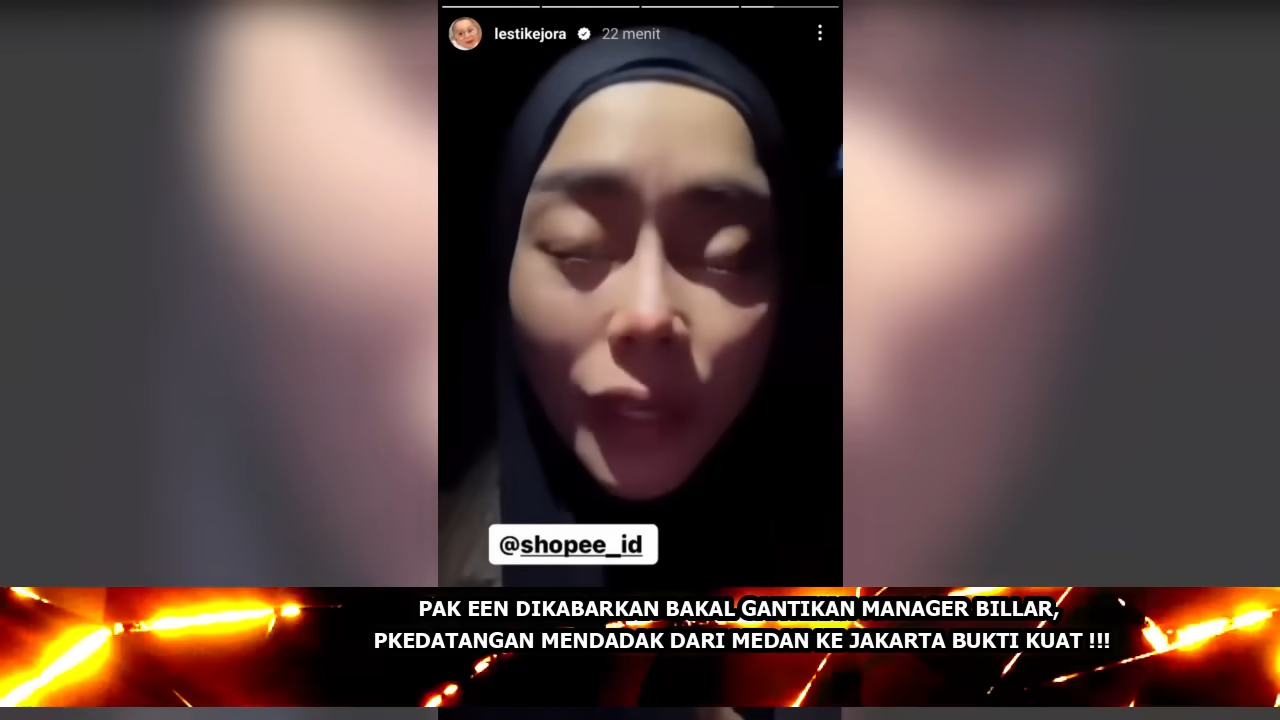 lestikejora 22 menit
@shopee_id
PAK EEN DIKABARKAN BAKAL GANTIKAN MANAGER BILLAR,
PKEDATANGAN MENDADAK DARI MEDAN KE JAKARTA BUKTI KUAT !!!